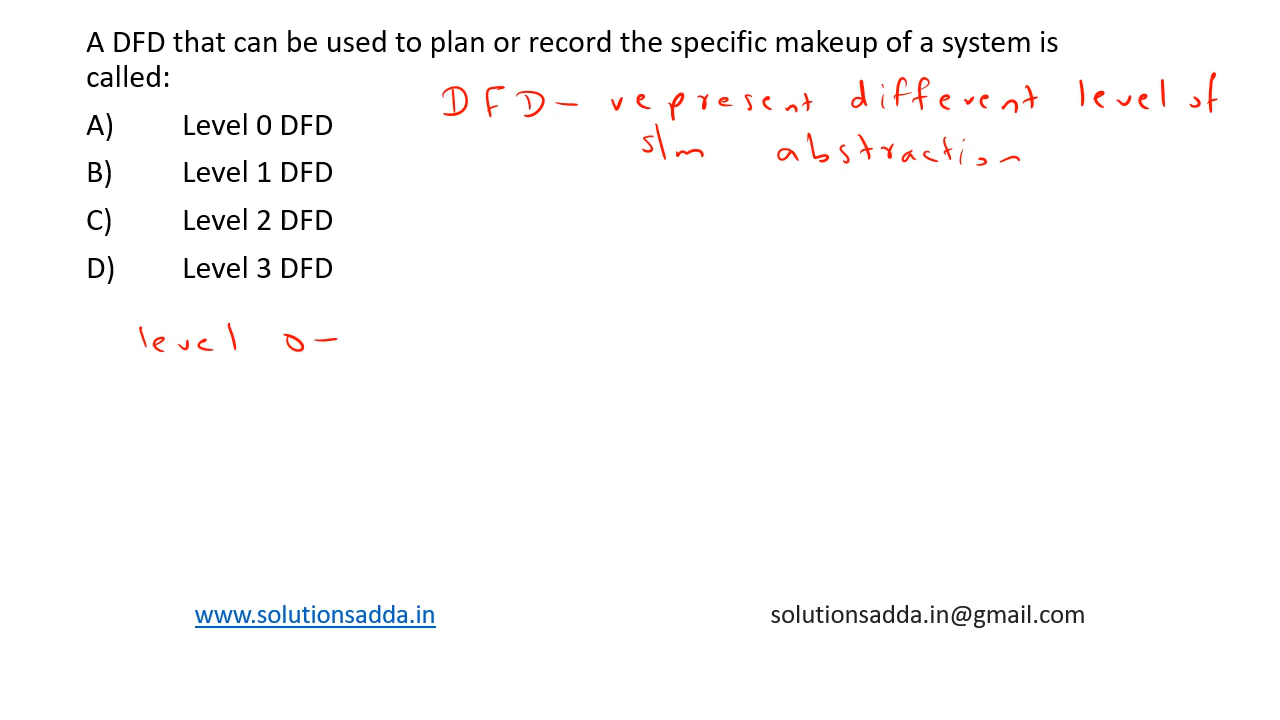 A DFD that can be used to plan or record the specific makeup of a system is
called:
DFD - represent different level of
s/m abstraction
A) Level 0 DFD
B) Level 1 DFD
C) Level 2 DFD
D) Level 3 DFD
level 0 -
www.solutionsadda.in
solutionsadda.in@gmail.com